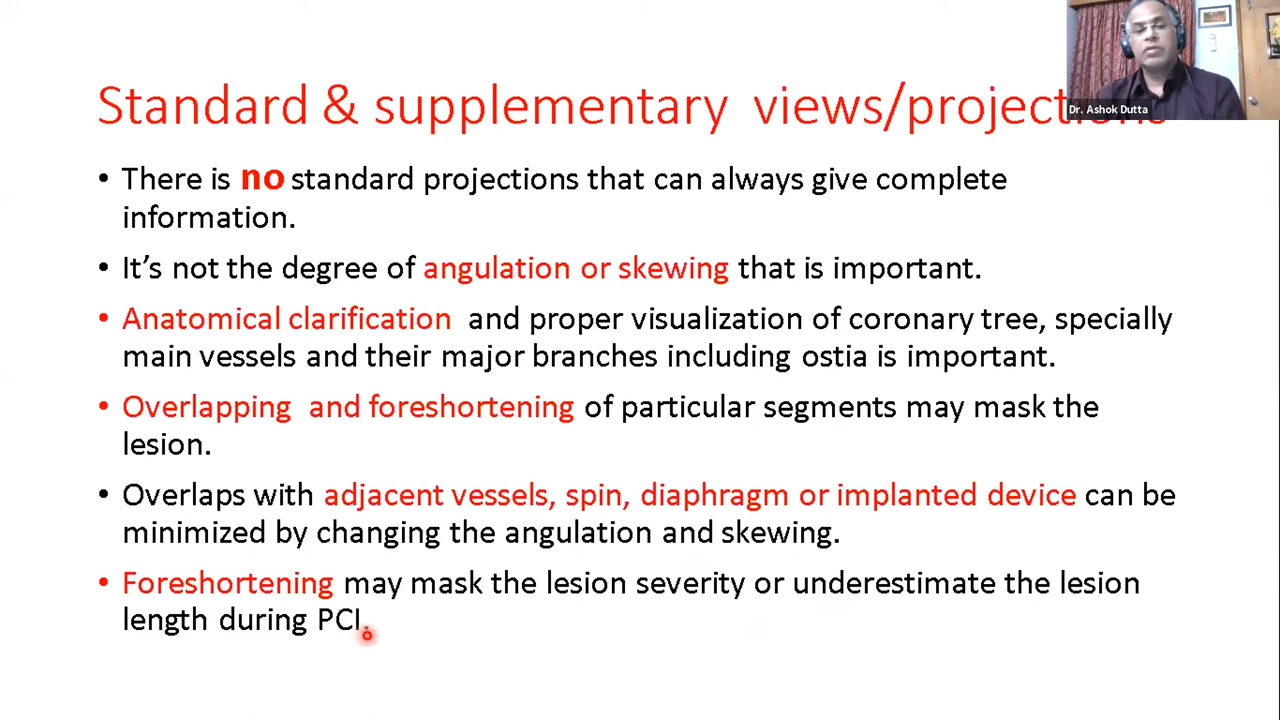 Standard & supplementary views/projections
• There is no standard projections that can always give complete
information.
• It's not the degree of angulation or skewing that is important.
• Anatomical clarification and proper visualization of coronary tree, specially
main vessels and their major branches including ostia is important.
• Overlapping and foreshortening of particular segments may mask the
lesion.
• Overlaps with adjacent vessels, spin, diaphragm or implanted device can be
minimized by changing the angulation and skewing.
• Foreshortening may mask the lesion severity or underestimate the lesion
length during PCI.
Dr. Ashok Dutta